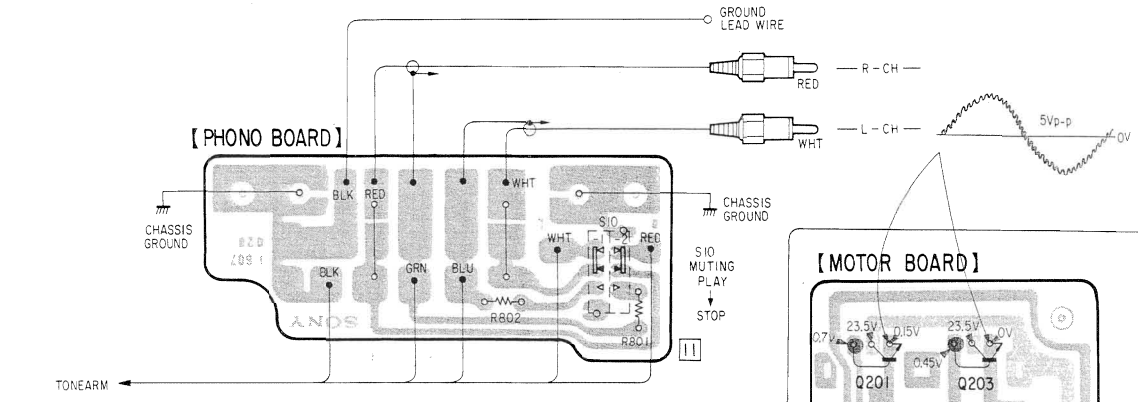 GROUND
LEAD WIRE
RED
R-CH
WHT
L-CH
5Vp-p
0V
【PHONO BOARD】
BLK
RED
WHT
CHASSIS
GROUND
CHASSIS
GROUND
S10
-1
-2
WHT
RED
BLK
GRN
BLU
S10
MUTING
PLAY
↓
STOP
R802
R801
SONY
11
TONEARM
【MOTOR BOARD】
0.7V
23.5V
0.15V
23.5V
0V
0.45V
Q201
Q203